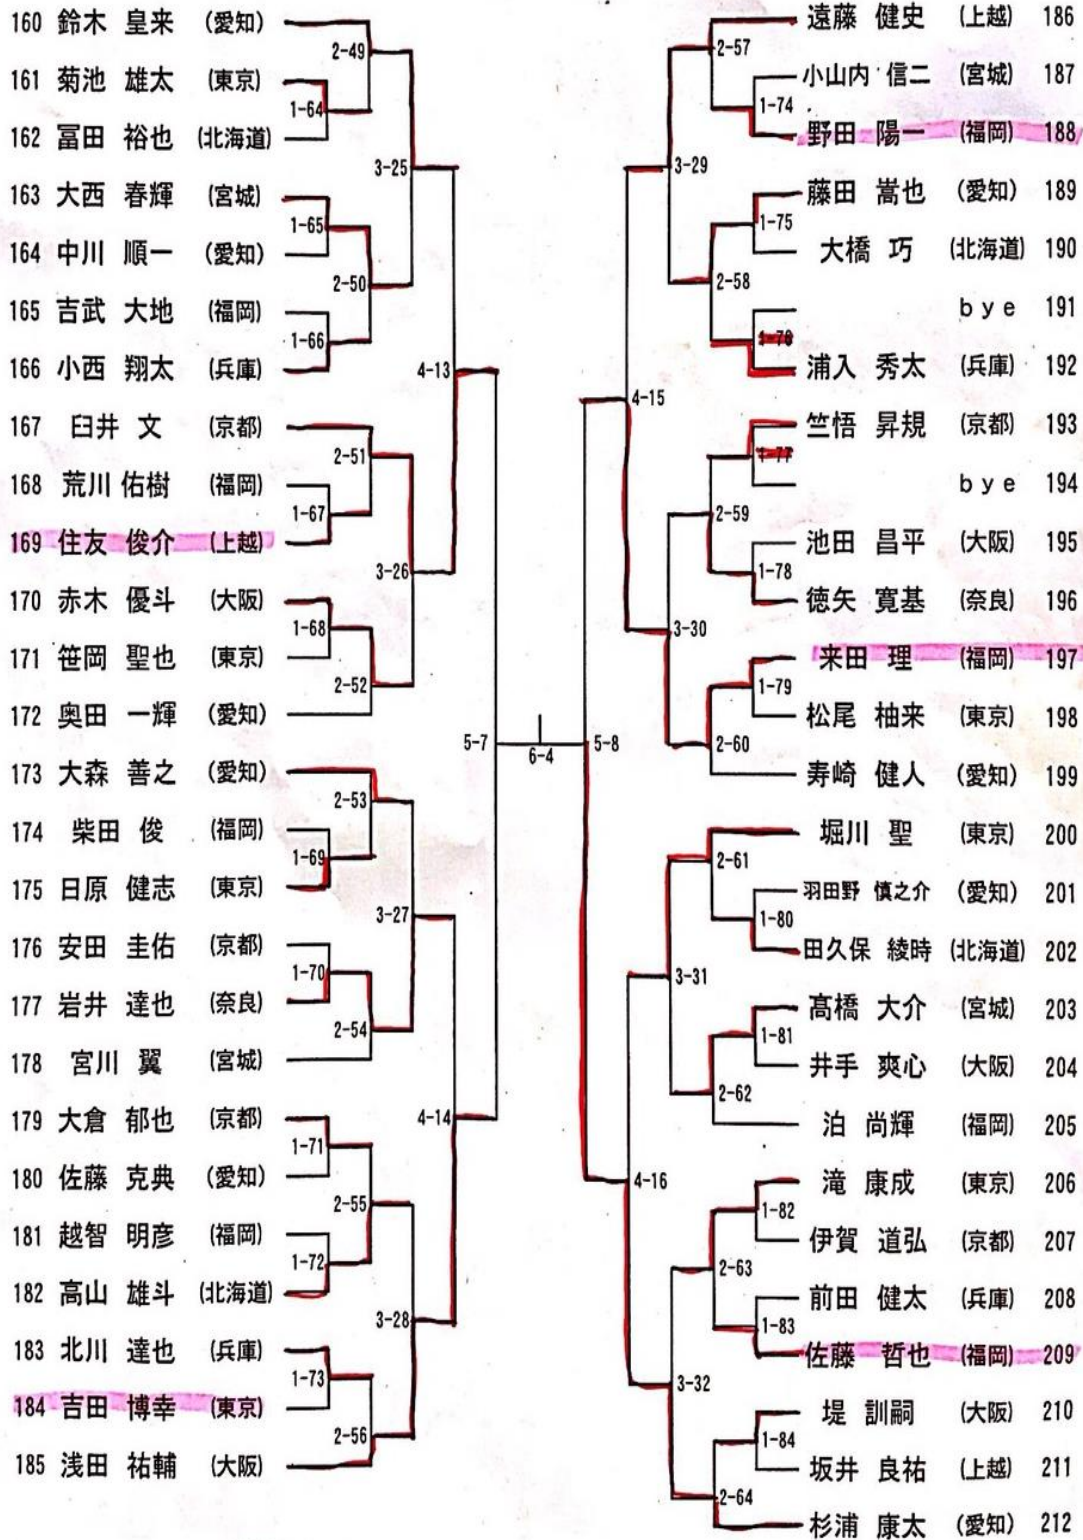 160 鈴木 皇来 (愛知)
161 菊池 雄太 (東京)
162 冨田 裕也 (北海道)
163 大西 春輝 (宮城)
164 中川 順一 (愛知)
165 吉武 大地 (福岡)
166 小西 翔太 (兵庫)
167 臼井 文 (京都)
168 荒川 佑樹 (福岡)
169 住友 俊介 (上越)
170 赤木 優斗 (大阪)
171 笹岡 聖也 (東京)
172 奥田 一輝 (愛知)
173 大森 善之 (愛知)
174 柴田 俊 (福岡)
175 日原 健志 (東京)
176 安田 圭佑 (京都)
177 岩井 達也 (奈良)
178 宮川 翼 (宮城)
179 大倉 郁也 (京都)
180 佐藤 克典 (愛知)
181 越智 明彦 (福岡)
182 高山 雄斗 (北海道)
183 北川 達也 (兵庫)
184 吉田 博幸 (東京)
185 浅田 祐輔 (大阪)
1-64
1-65
1-66
1-67
1-68
1-69
1-70
1-71
1-72
1-73
2-49
2-50
2-51
2-52
2-53
2-54
2-55
2-56
3-25
3-26
3-27
3-28
4-13
4-14
5-7
6-4
5-8
4-15
4-16
3-29
3-30
3-31
3-32
2-57
2-58
2-59
2-60
2-61
2-62
2-63
2-64
1-74
1-75
1-76
1-77
1-78
1-79
1-80
1-81
1-82
1-83
1-84
遠藤 健史 (上越) 186
小山内 信二 (宮城) 187
野田 陽一 (福岡) 188
藤田 嵩也 (愛知) 189
大橋 巧 (北海道) 190
bye 191
浦入 秀太 (兵庫) 192
竺悟 昇規 (京都) 193
bye 194
池田 昌平 (大阪) 195
徳矢 寛基 (奈良) 196
来田 理 (福岡) 197
松尾 柚来 (東京) 198
寿崎 健人 (愛知) 199
堀川 聖 (東京) 200
羽田野 慎之介 (愛知) 201
田久保 綾時 (北海道) 202
髙橋 大介 (宮城) 203
井手 爽心 (大阪) 204
泊 尚輝 (福岡) 205
滝 康成 (東京) 206
伊賀 道弘 (京都) 207
前田 健太 (兵庫) 208
佐藤 哲也 (福岡) 209
堤 訓嗣 (大阪) 210
坂井 良祐 (上越) 211
杉浦 康太 (愛知) 212